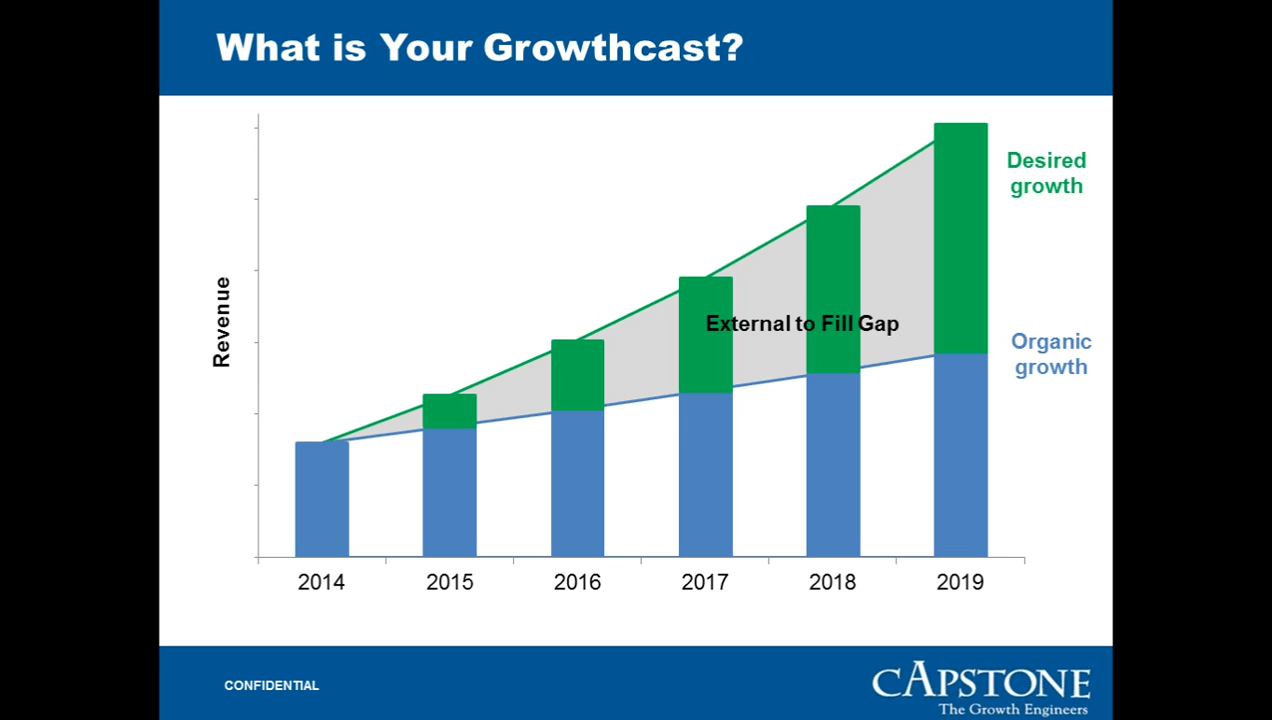 What is Your Growthcast?
Desired
growth
Revenue
External to Fill Gap
Organic
growth
2014
2015
2016
2017
2018
2019
CONFIDENTIAL
CAPSTONE
The Growth Engineers